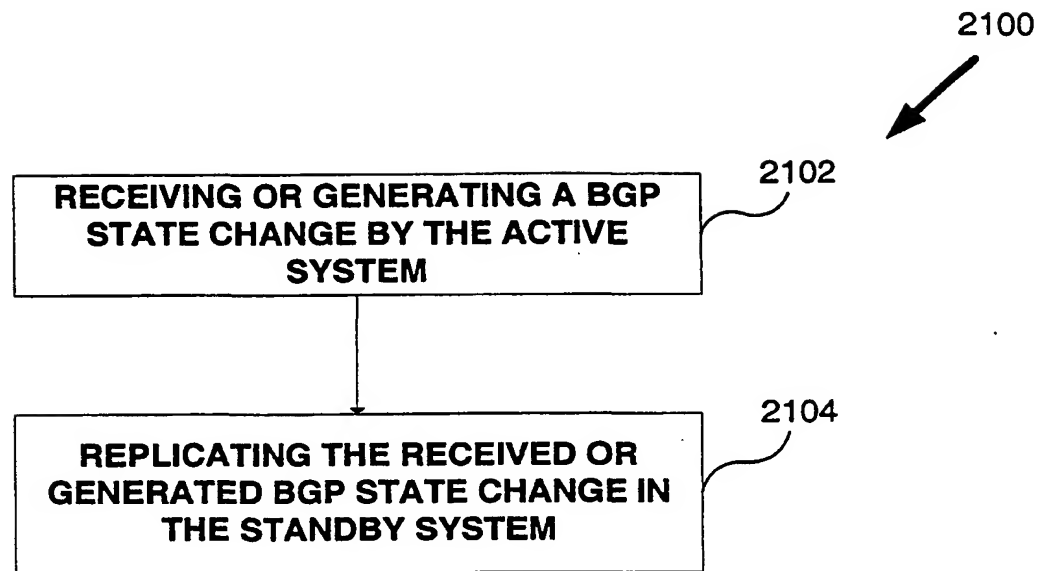 2100
2102
RECEIVING OR GENERATING A BGP
STATE CHANGE BY THE ACTIVE
SYSTEM
2104
REPLICATING THE RECEIVED OR
GENERATED BGP STATE CHANGE IN
THE STANDBY SYSTEM